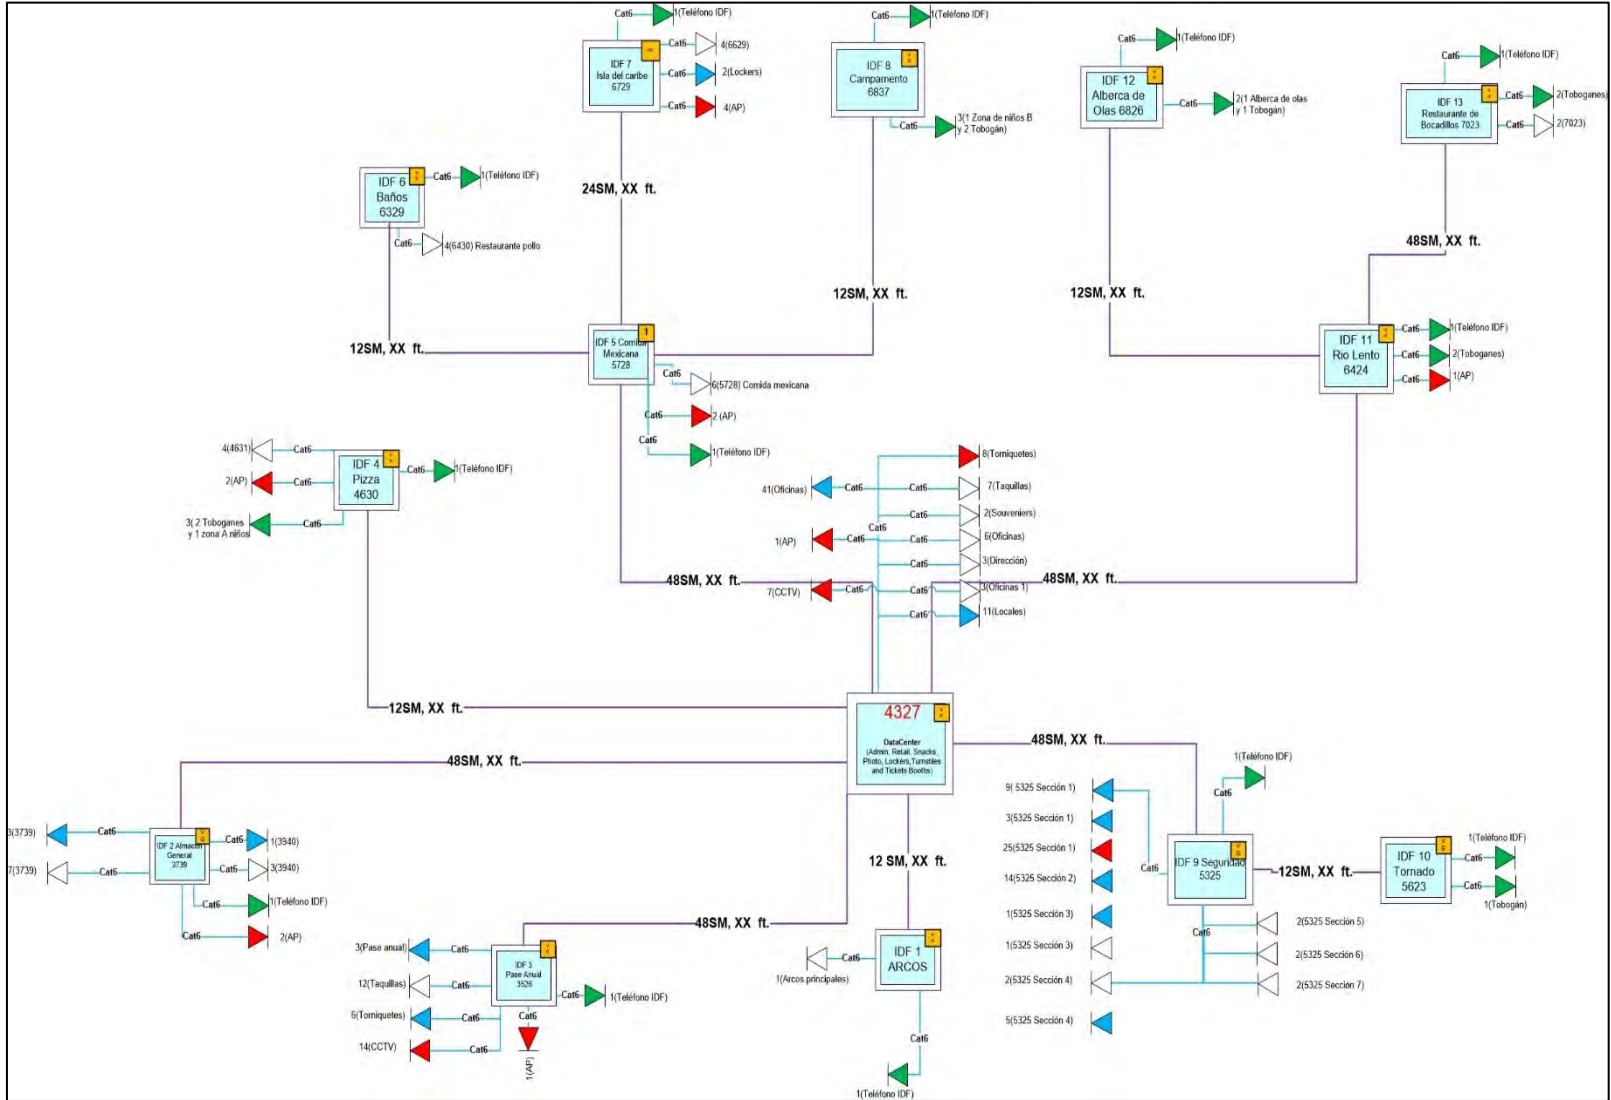 Cat6
1(Teléfono IDF)
IDF 7
Isla del caribe
6729
Cat6
4(6629)
Cat6
2(Lockers)
Cat6
4(AP)
Cat6
1(Teléfono IDF)
IDF 8
Campamento
6837
Cat6
3(1 Zona de niños B
y 2 Tobogán)
Cat6
1(Teléfono IDF)
IDF 12
Alberca de
Olas 6826
Cat6
2(1 Alberca de olas
y 1 Tobogán)
Cat6
1(Teléfono IDF)
IDF 13
Restaurante de
Bocadillos 7023
Cat6
2(Toboganes)
Cat6
2(7023)
IDF 6
Baños
6329
Cat6
1(Teléfono IDF)
Cat6
4(6430) Restaurante pollo
24SM, XX ft.
48SM, XX ft.
12SM, XX ft.
12SM, XX ft.
12SM, XX ft.
IDF 5 Comida
Mexicana
5728
1
Cat6
6(5728) Comida mexicana
Cat6
2 (AP)
Cat6
1(Teléfono IDF)
IDF 11
Rio Lento
6424
Cat6
1(Teléfono IDF)
Cat6
2(Toboganes)
Cat6
1(AP)
4(4631)
Cat6
2(AP)
Cat6
3( 2 Toboganes
y 1 zona A niños)
Cat6
IDF 4
Pizza
4630
Cat6
1(Teléfono IDF)
8(Torniquetes)
41(Oficinas)
Cat6
Cat6
7(Taquillas)
Cat6
2(Souveniers)
Cat6
1(AP)
Cat6
Cat6
6(Oficinas)
Cat6
3(Dirección)
7(CCTV)
Cat6
Cat6
3(Oficinas 1)
Cat6
11(Locales)
48SM, XX ft.
48SM, XX ft.
12SM, XX ft.
4327
DataCenter
(Admin, Retail, Snacks,
Photo, Lockers,Turnstiles
and Tickets Booths)
48SM, XX ft.
48SM, XX ft.
3(3739)
Cat6
7(3739)
Cat6
IDF 2 Almacén
General
3739
Cat6
1(3940)
Cat6
3(3940)
Cat6
1(Teléfono IDF)
Cat6
2(AP)
48SM, XX ft.
12 SM, XX ft.
3(Pase anual)
Cat6
12(Taquillas)
Cat6
Cat6
14(CCTV)
Cat6
IDF 3
Pase Anual
3526
Cat6
1(Teléfono IDF)
Cat6
1(AP)
IDF 1
ARCOS
Cat6
1(Arcos principales)
Cat6
1(Teléfono IDF)
9( 5325 Sección 1)
3(5325 Sección 1)
25(5325 Sección 1)
14(5325 Sección 2)
1(5325 Sección 3)
1(5325 Sección 3)
2(5325 Sección 4)
5(5325 Sección 4)
Cat6
1(Teléfono IDF)
Cat6
IDF 9 Seguridad
5325
Cat6
2(5325 Sección 5)
2(5325 Sección 6)
2(5325 Sección 7)
12SM, XX ft.
IDF 10
Tornado
5623
Cat6
1(Teléfono IDF)
Cat6
1(Tobogán)